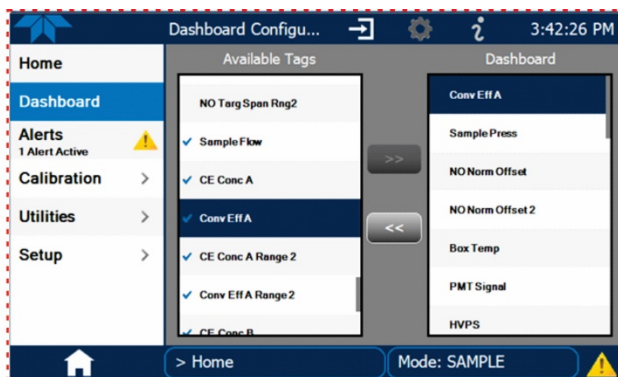 Dashboard Configu...
3:42:26 PM
Home
Dashboard
Alerts
1 Alert Active
Calibration >
Utilities >
Setup >
Available Tags
NO Targ Span Rng2
Sample Flow
CE Conc A
Conv Eff A
CE Conc A Range 2
Conv Eff A Range 2
CE Conc B
>>
<<
Dashboard
Conv Eff A
Sample Press
NO Norm Offset
NO Norm Offset 2
Box Temp
PMT Signal
HVPS
> Home
Mode: SAMPLE